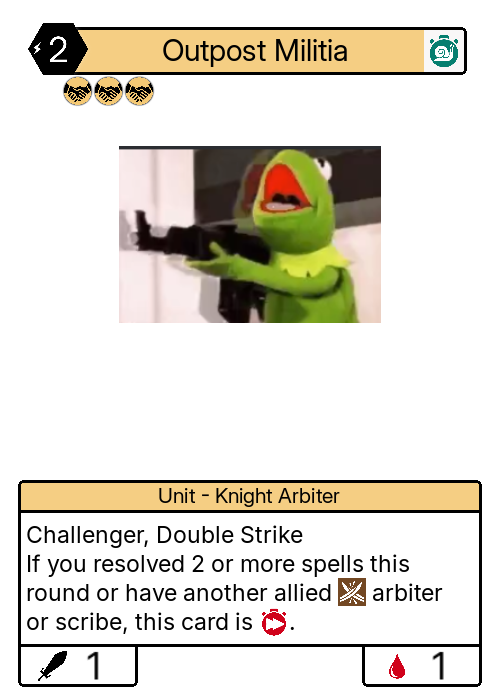 2
Outpost Militia
Unit - Knight Arbiter
Challenger, Double Strike
If you resolved 2 or more spells this
round or have another allied arbiter
or scribe, this card is .
1
1